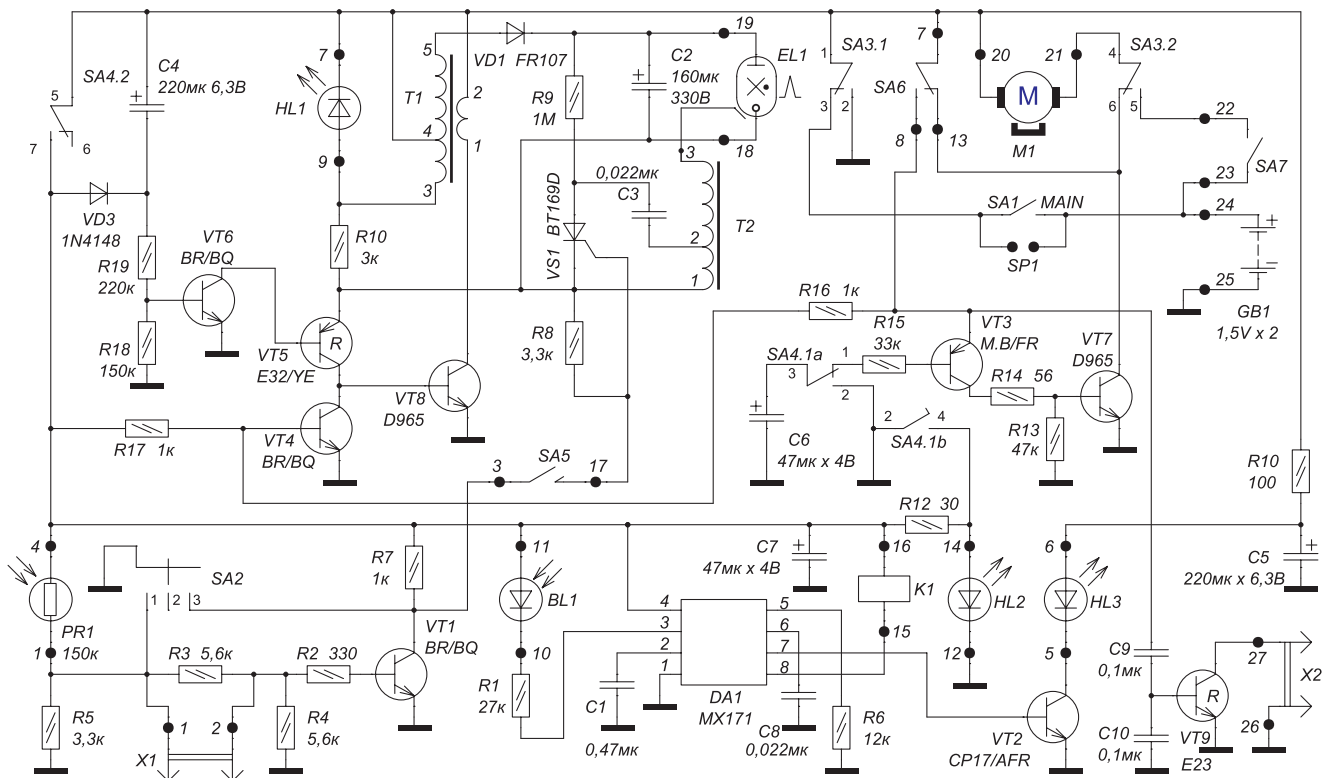 19
7
5
VD1 FR107
C2
160мк
330В
EL1
1
SA3.1
7
20
21
4
SA3.2
C4
220мк 6,3В
+
SA4.2
5
HL1
T1
2
R9
1M
+
SA6
M
3
2
6
5
22
7
6
4
1
18
8
13
M1
9
3
3
23
SA7
0,022мк
C3
SA1
MAIN
24
+
VD3
1N4148
VT6
BR/BQ
R10
3к
VS1 BT169D
2
T2
SP1
R19
220к
1
25
−
R16 1к
GB1
1,5V x 2
R18
150к
VT5
E32/YE
R
R8
3,3к
R15
33к
VT3
M.B/FR
VT7
D965
SA4.1a
1
3
2
VT8
D965
R14 56
+
2
4
R17 1к
VT4
BR/BQ
C6
47мк x 4В
SA4.1b
R13
47к
SA5
3
17
R10
100
R12 30
4
R7
1к
11
C7
47мк x 4В
+
16
14
6
+
C5
220мк x 6,3В
SA2
1
2
3
BL1
4
5
K1
HL2
HL3
PR1
150к
VT1
BR/BQ
3
6
15
1
R3 5,6к
R2 330
10
2
7
12
5
C9
0,1мк
27
1
8
R1
27к
C1
DA1
MX171
R
X2
R5
3,3к
1
2
R4
5,6к
C8
0,022мк
R6
12к
VT2
CP17/AFR
C10
0,1мк
VT9
E23
26
X1
0,47мк